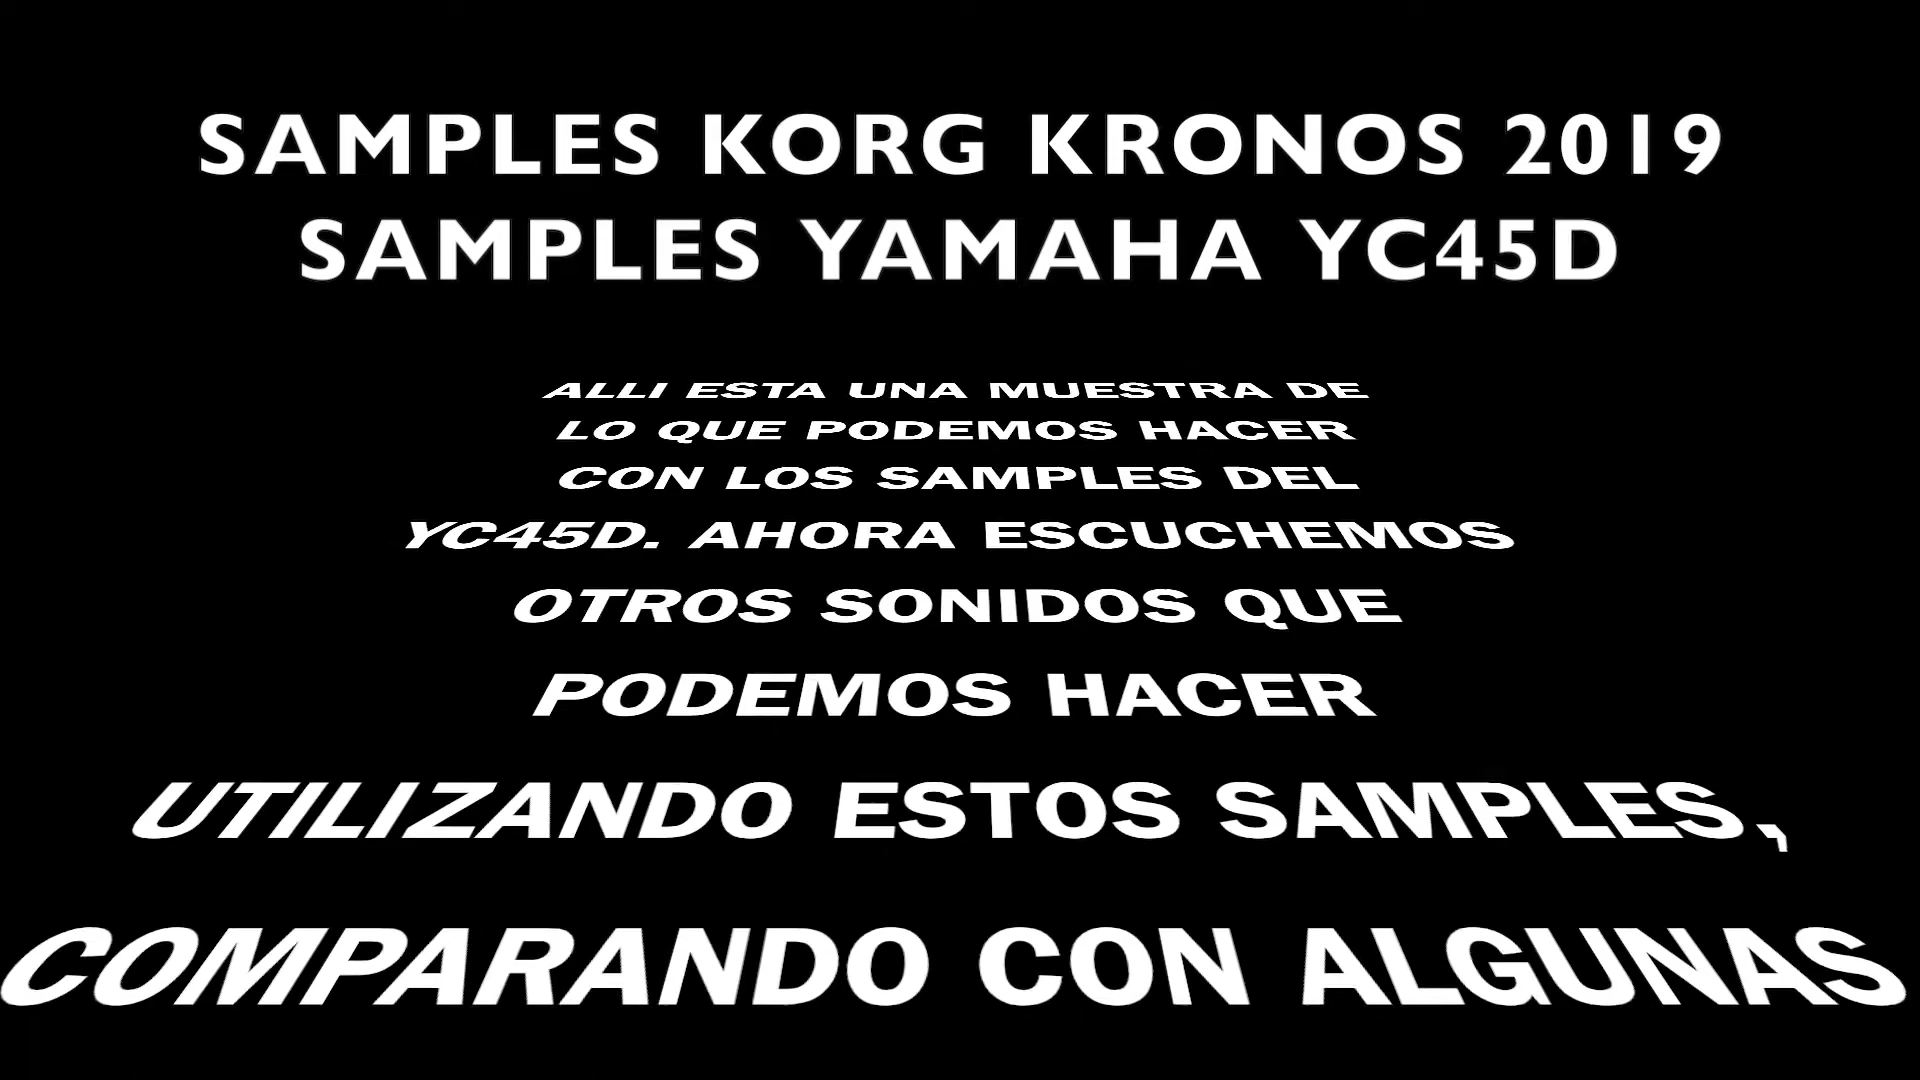 SAMPLES KORG KRONOS 2019
SAMPLES YAMAHA YC45D
ALLI ESTA UNA MUESTRA DE
LO QUE PODEMOS HACER
CON LOS SAMPLES DEL
YC45D. AHORA ESCUCHEMOS
OTROS SONIDOS QUE
PODEMOS HACER
UTILIZANDO ESTOS SAMPLES,
COMPARANDO CON ALGUNAS